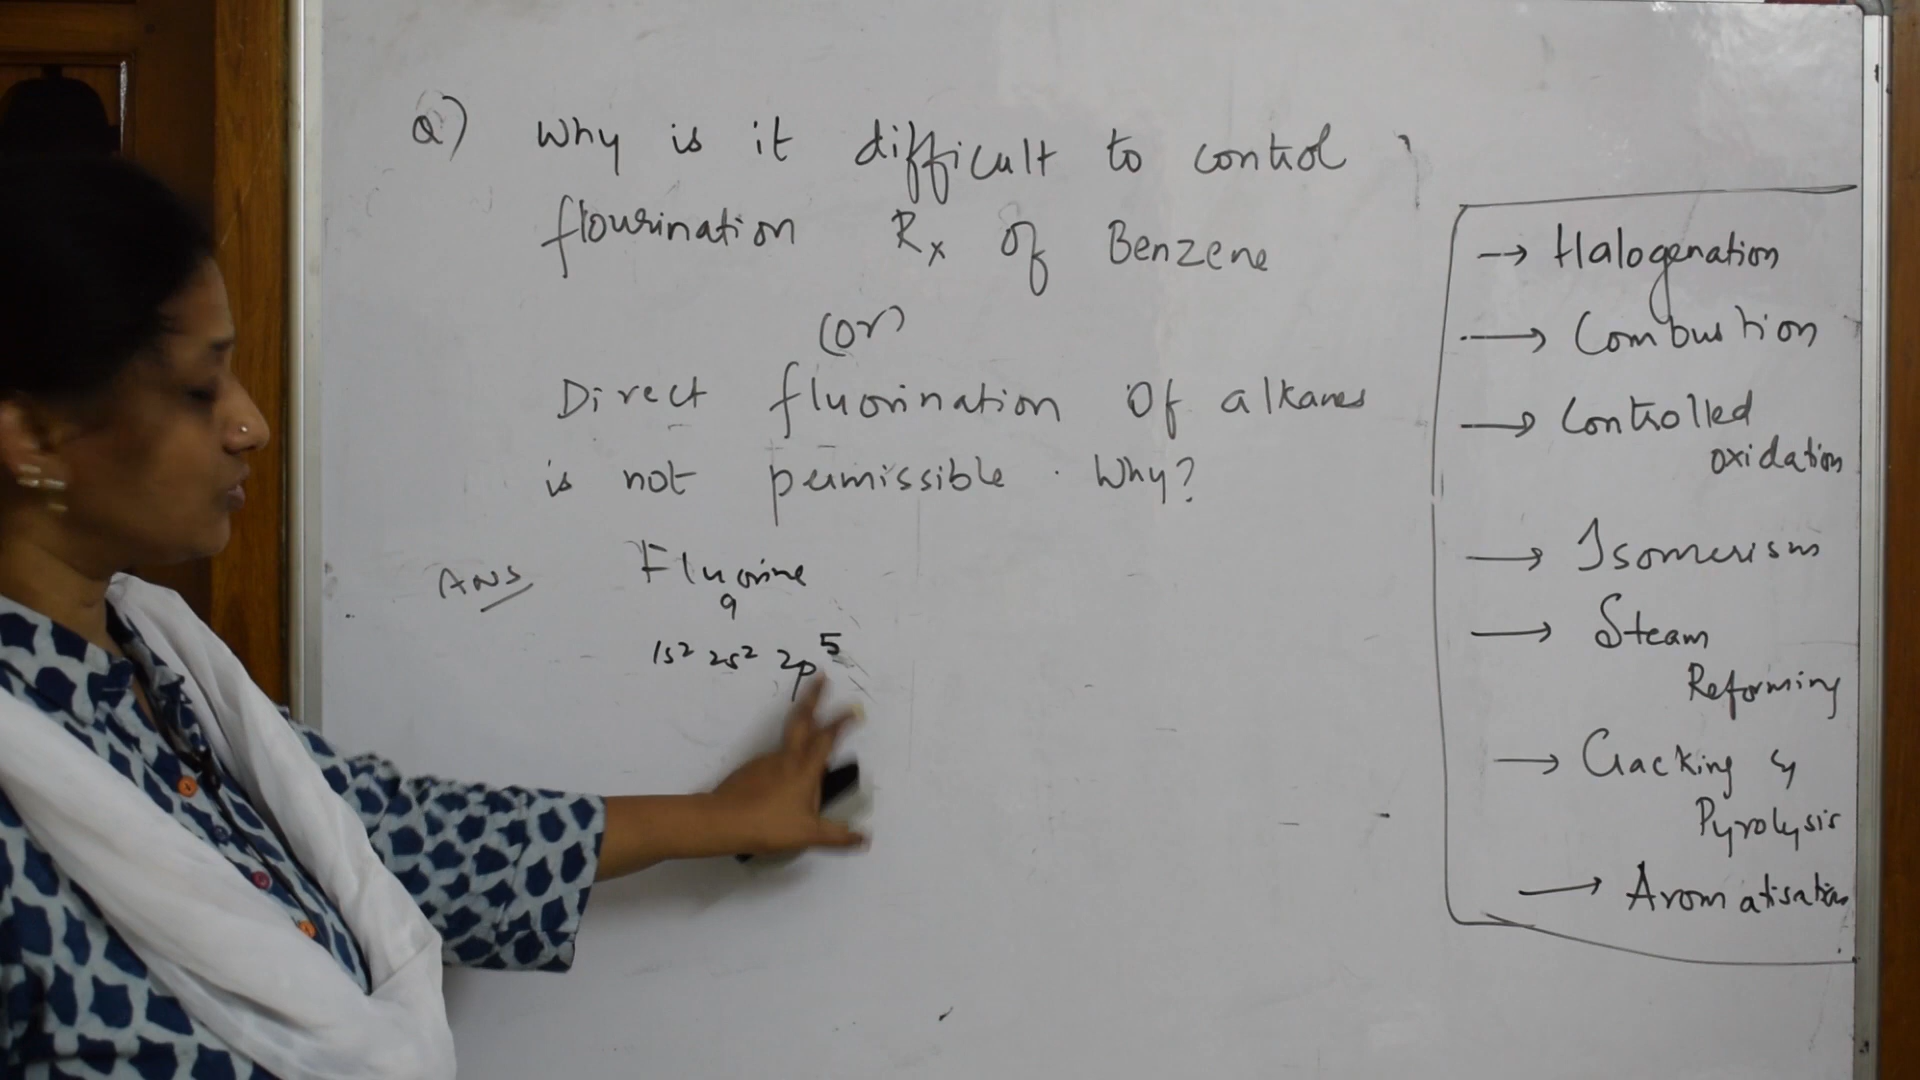 Q) Why is it difficult to control
flourination Rx of Benzene
(or)
Direct fluorination Of alkanes
is not permissible. Why?
Ans Fluorine
9
1s² 2s² 2p⁵
→ Halogenation
→ Combustion
→ Controlled
oxidation
→ Isomerism
→ Steam
Reforming
→ Cracking &
Pyrolysis
→ Aromatisation